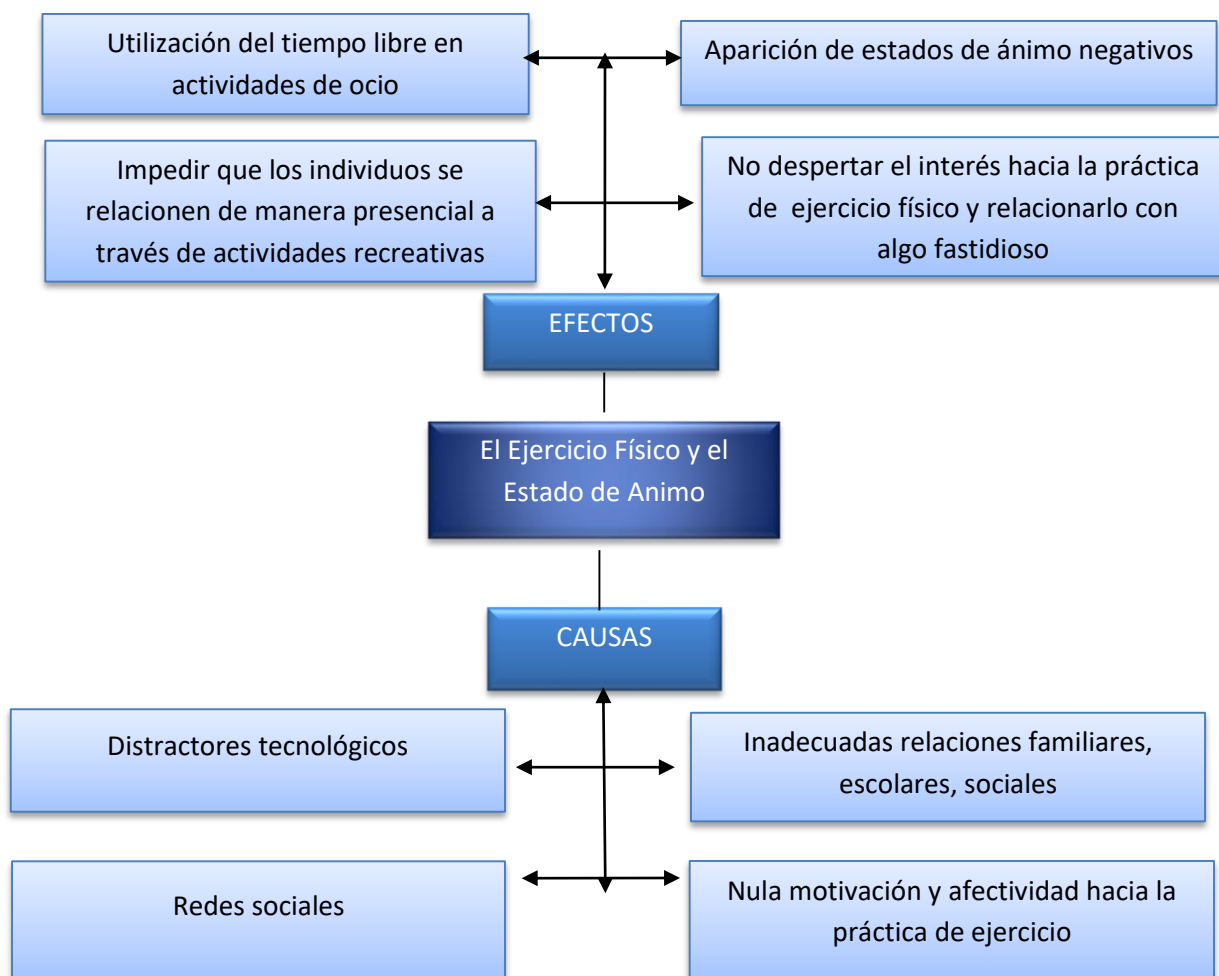 Utilización del tiempo libre en
actividades de ocio
Aparición de estados de ánimo negativos
Impedir que los individuos se
relacionen de manera presencial a
través de actividades recreativas
No despertar el interés hacia la práctica
de  ejercicio físico y relacionarlo con
algo fastidioso
EFECTOS
El Ejercicio Físico y el
Estado de Animo
CAUSAS
Distractores tecnológicos
Inadecuadas relaciones familiares,
escolares, sociales
Redes sociales
Nula motivación y afectividad hacia la
práctica de ejercicio